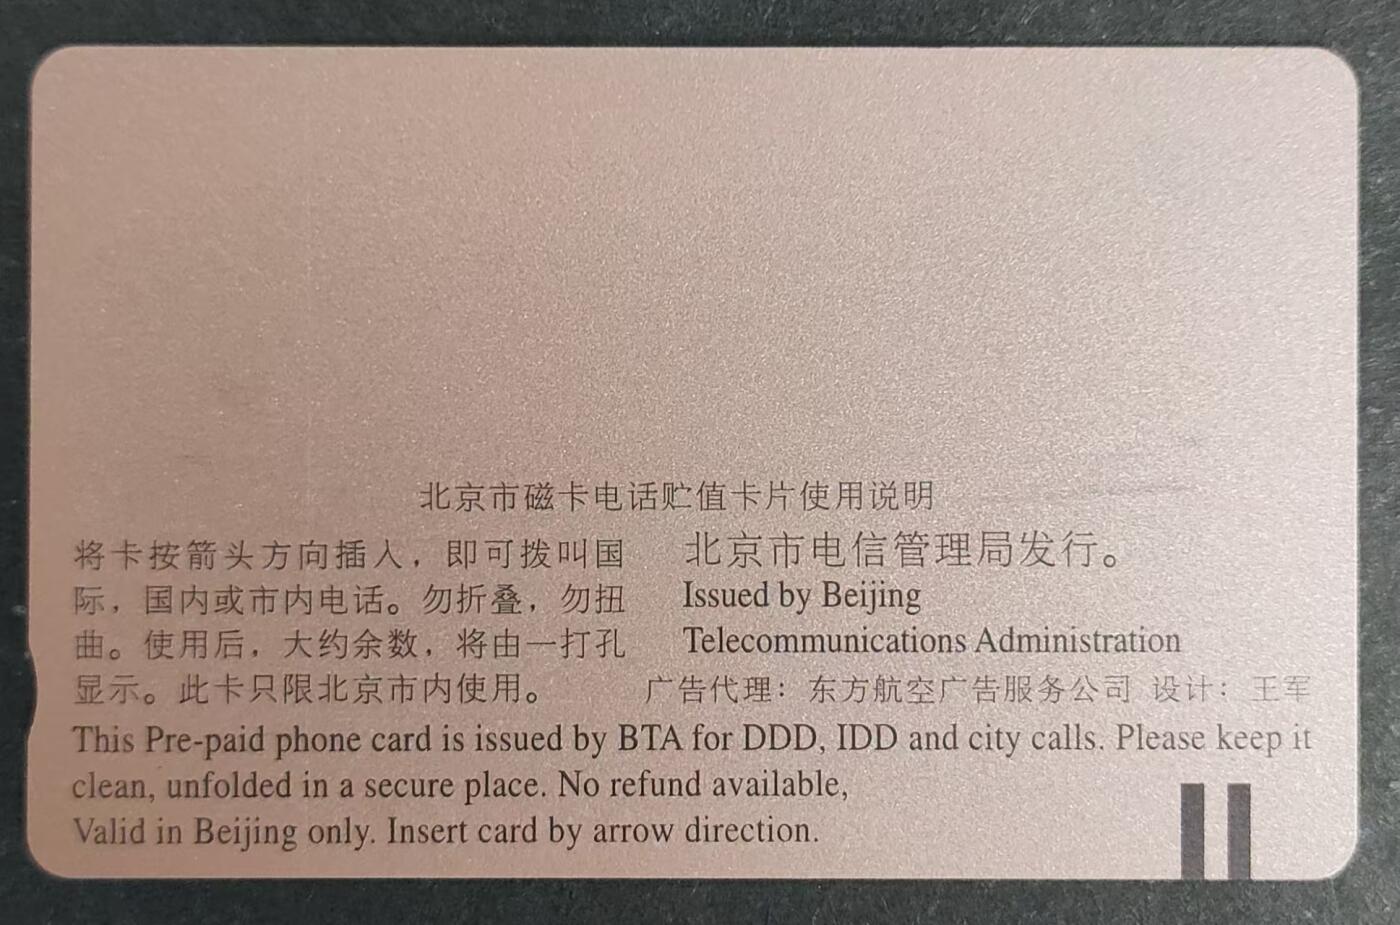 北京市磁卡电话贮值卡片使用说明
将卡按箭头方向插入，即可拨叫国
际，国内或市内电话。勿折叠，勿扭
曲。使用后，大约余数，将由一打孔
显示。此卡只限北京市内使用。
北京市电信管理局发行。
Issued by Beijing
Telecommunications Administration
广告代理：东方航空广告服务公司 设计：王军
This Pre-paid phone card is issued by BTA for DDD, IDD and city calls. Please keep it
clean, unfolded in a secure place. No refund available,
Valid in Beijing only. Insert card by arrow direction.